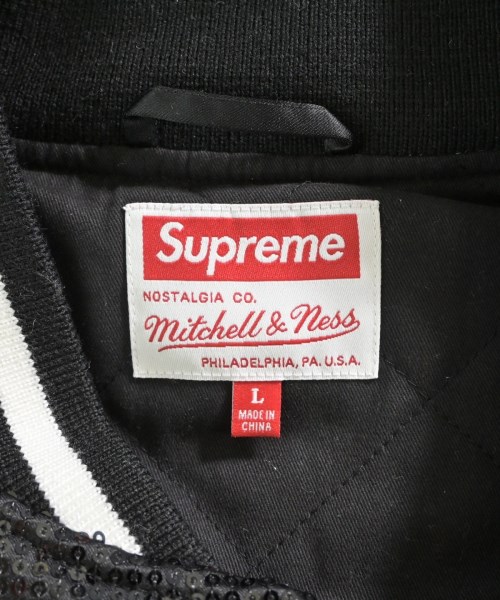 Supreme
NOSTALGIA CO.
Mitchell & Ness
PHILADELPHIA, PA. U.S.A.
L
MADE IN
CHINA